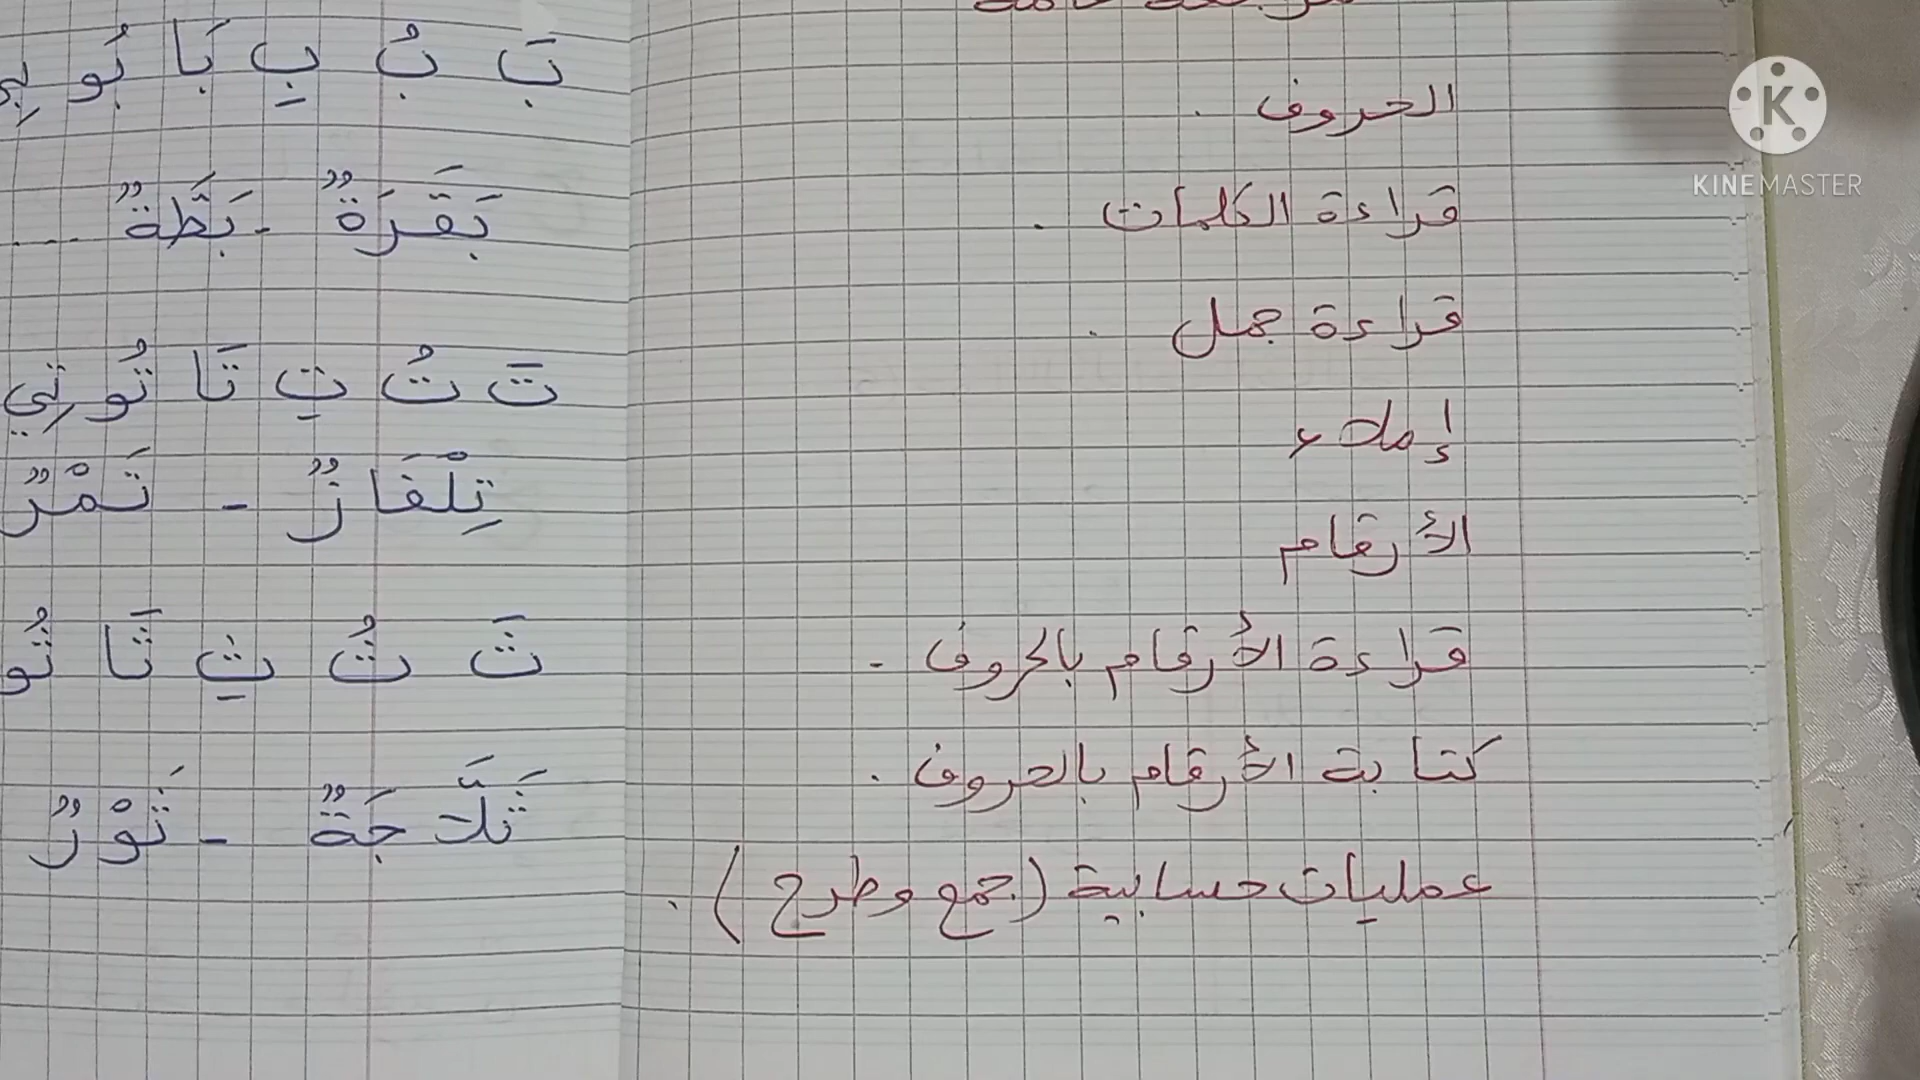 الحروف .
قراءة الكلمات .
قراءة جمل .
إملاء
الأرقام
قراءة الأرقام بالحروف .
كتابة الأرقام بالحروف .
عمليات حسابية (جمع وطرح) .
بَ بُ بِ بَا بُو بِي
بَقَرَةٌ - بَطَّةٌ ....
تَ تُ تِ تَا تُو تِي
تِلْفَازٌ - تَمْرٌ
ثَ ثُ ثِ ثَا ثُو
ثَلَّاجَةٌ - ثَوْرٌ
KINEMASTER